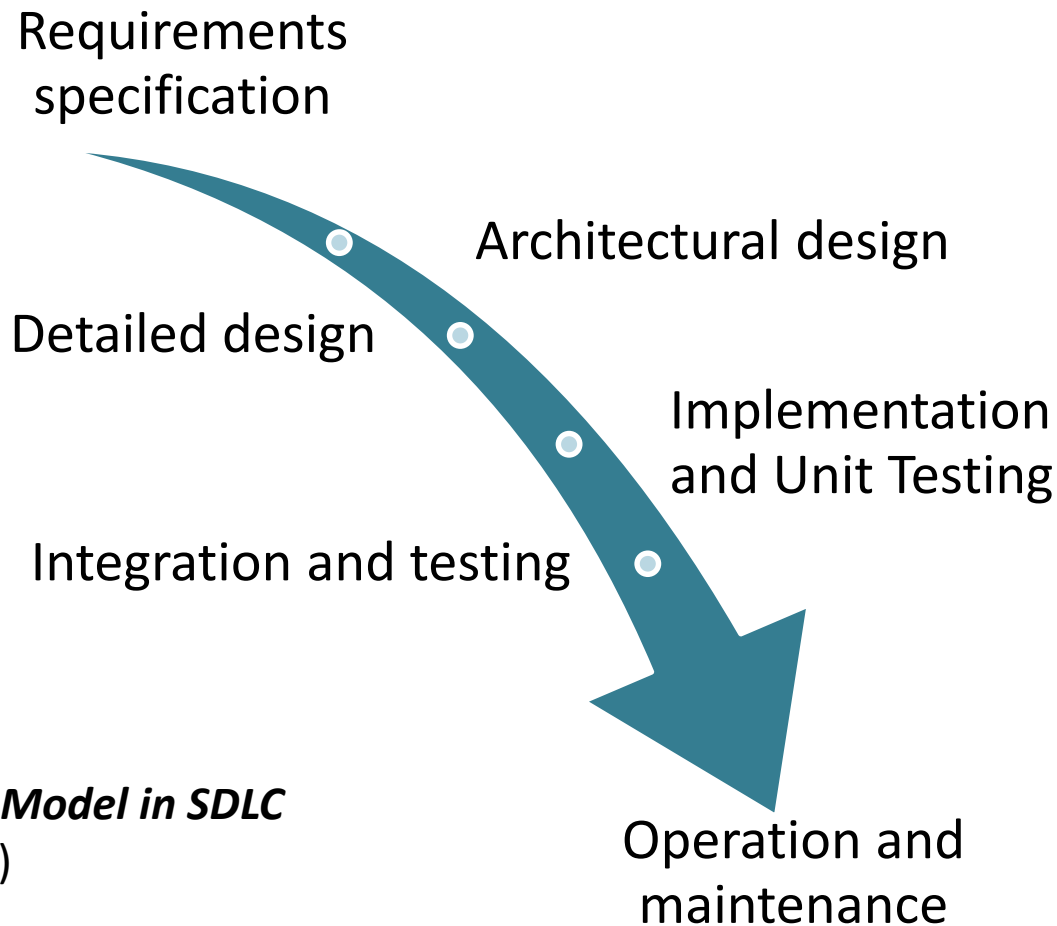 Requirements
specification
Architectural design
Detailed design
Implementation
and Unit Testing
Integration and testing
Model in SDLC
)
Operation and
maintenance